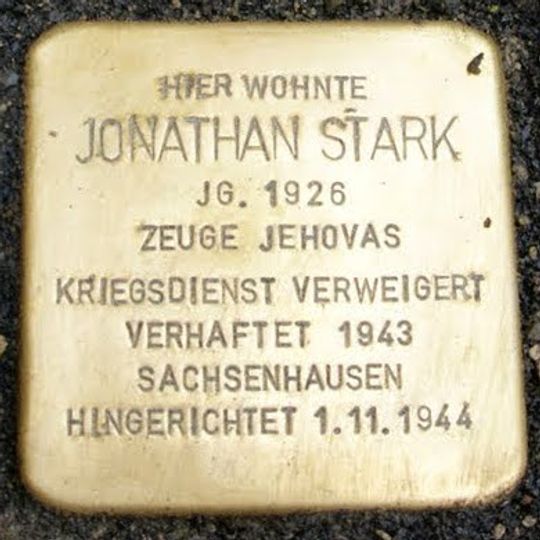 HIER WOHNTE
JONATHAN STARK
JG. 1926
ZEUGE JEHOVAS
KRIEGSDIENST VERWEIGERT
VERHAFTET 1943
SACHSENHAUSEN
HINGERICHTET 1.11.1944